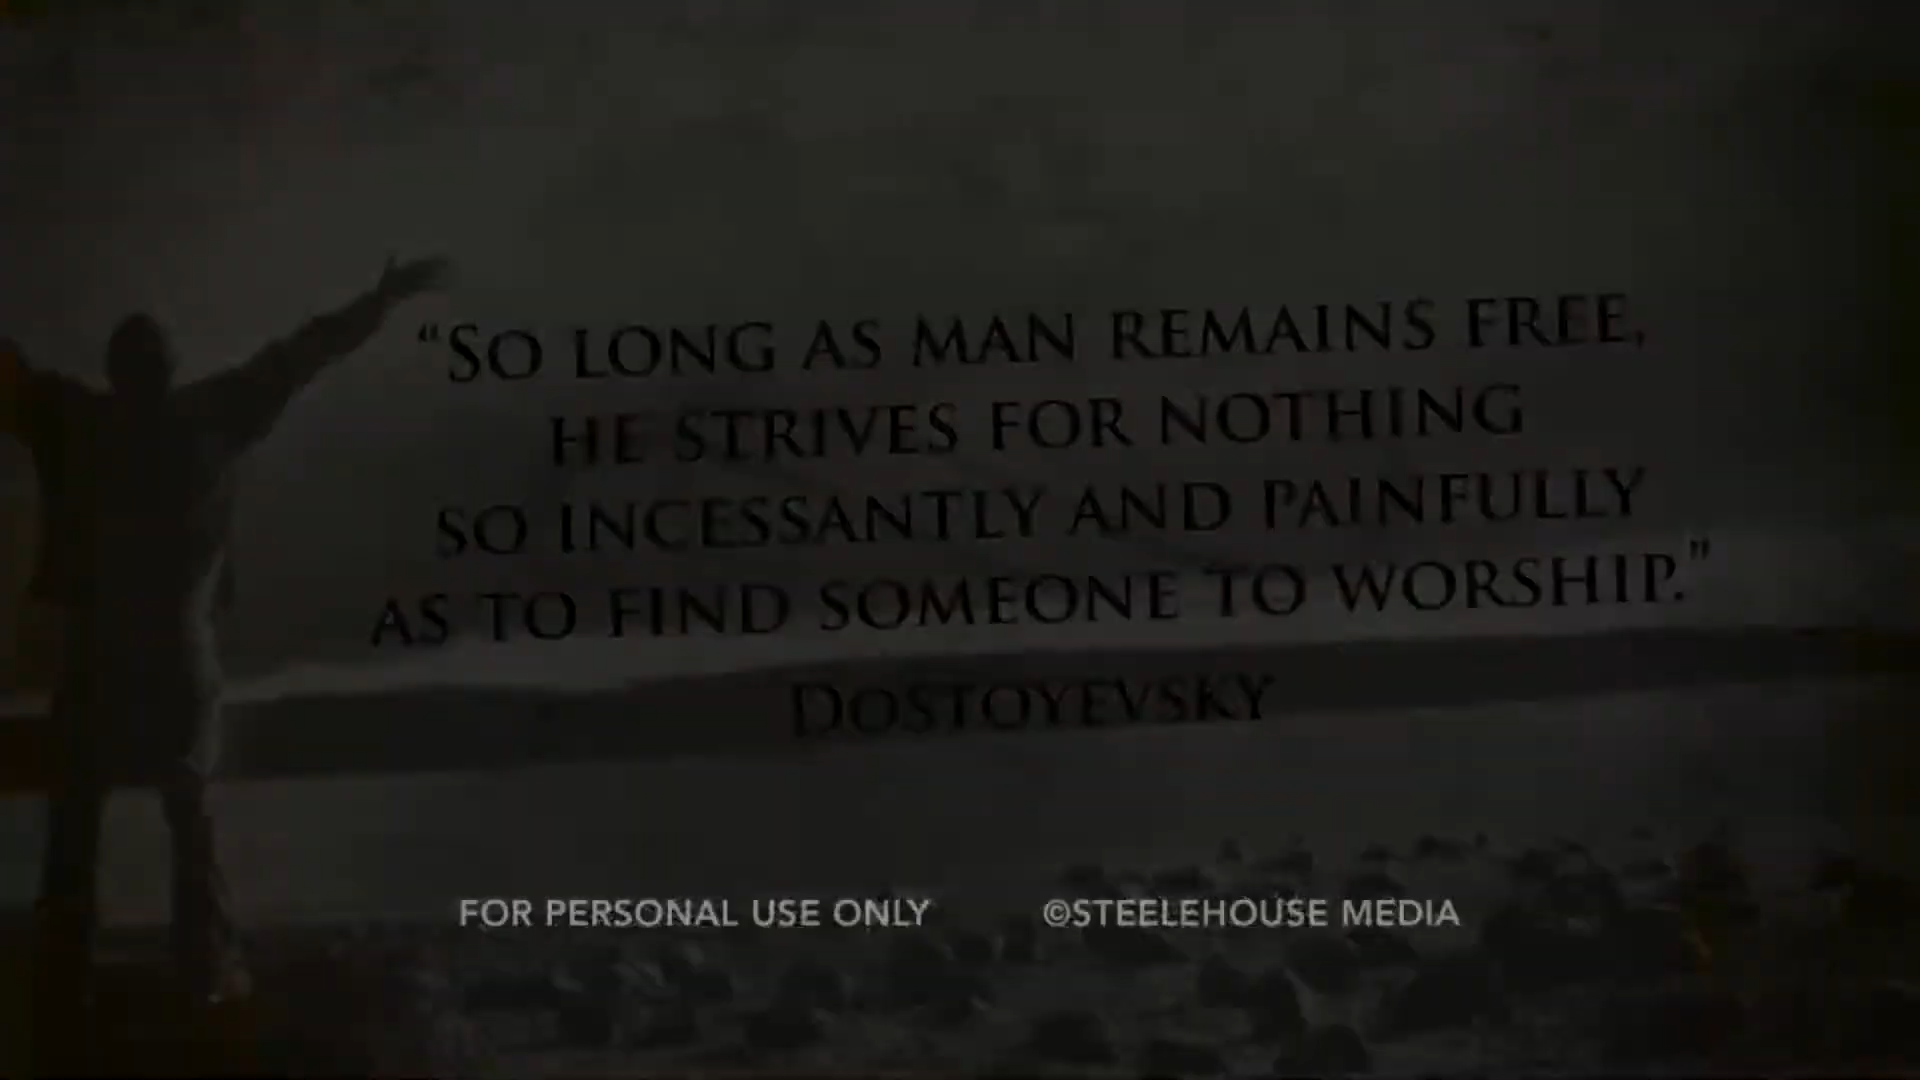 “SO LONG AS MAN REMAINS FREE,
HE STRIVES FOR NOTHING
SO INCESSANTLY AND PAINFULLY
AS TO FIND SOMEONE TO WORSHIP.”
DOSTOYEVSKY
FOR PERSONAL USE ONLY ©STEELEHOUSE MEDIA